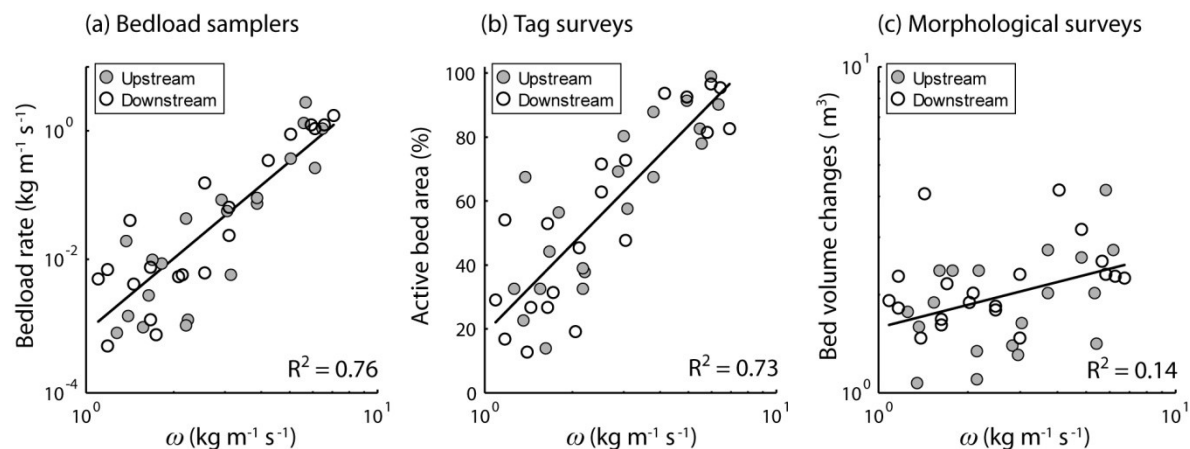 (a) Bedload samplers
Upstream
Downstream
Bedload rate (kg m⁻¹ s⁻¹)
10⁰
10⁻²
10⁻⁴
R² = 0.76
10⁰ 10¹
ω (kg m⁻¹ s⁻¹)
(b) Tag surveys
Upstream
Downstream
Active bed area (%)
100
80
60
40
20
0
R² = 0.73
10⁰ 10¹
ω (kg m⁻¹ s⁻¹)
(c) Morphological surveys
Upstream
Downstream
Bed volume changes ( m³)
10¹
10⁰
R² = 0.14
10⁰ 10¹
ω (kg m⁻¹ s⁻¹)